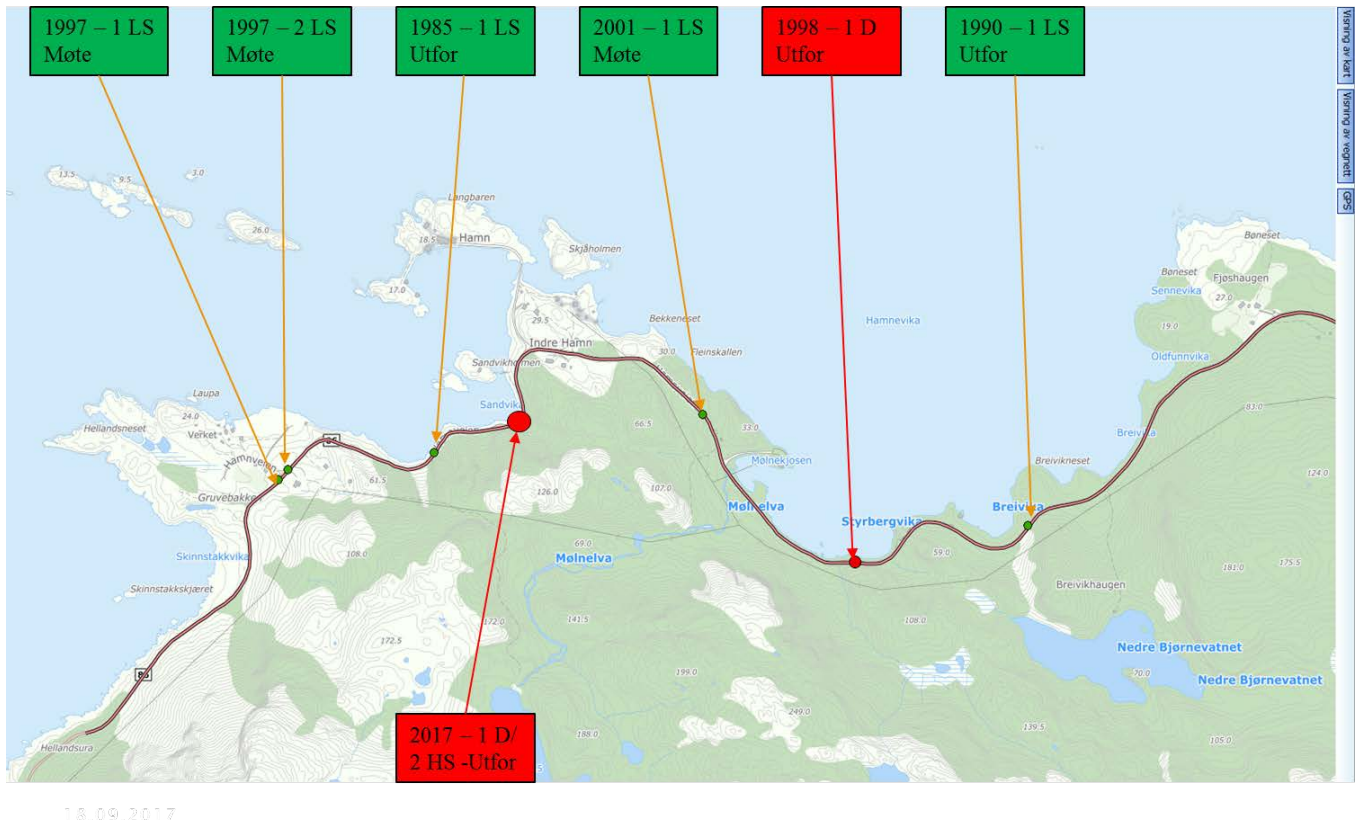 1997 – 1 LS
Møte
1997 – 2 LS
Møte
1985 – 1 LS
Utfor
2001 – 1 LS
Møte
1998 – 1 D
Utfor
1990 – 1 LS
Utfor
Visning av kart
Visning av vegnett
GPS
13.5
9.5
3.0
26.0
Langbaren
18.5
Hamn
Skjåholmen
17.0
29.5
Bekkeneset
Indre Hamn
30.0
Fleinskallen
Hamnevika
Bøneset
Bøneset
Fjøshaugen
Sennevika
27.0
19.0
Oldfunnvika
Sandvikholmen
Sandvika
Laupa
24.0
Hellandsneset
Verket
Hamnveien
86
61.5
Gruvebakken
66.5
33.0
83.0
Breivika
Mølnekjosen
Breivikneset
124.0
126.0
107.0
Mølnelva
Styrbergvika
Breivika
Skinnstakkvika
108.0
69.0
Mølnelva
59.0
181.0
175.5
Skinnstakkskjæret
Breivikhaugen
172.0
141.5
108.0
172.5
Nedre Bjørnevatnet
86
199.0
70.0
Nedre Bjørnevatnet
249.0
139.5
Hellandsura
188.0
105.0
2017 – 1 D/
2 HS -Utfor
18.09.2017